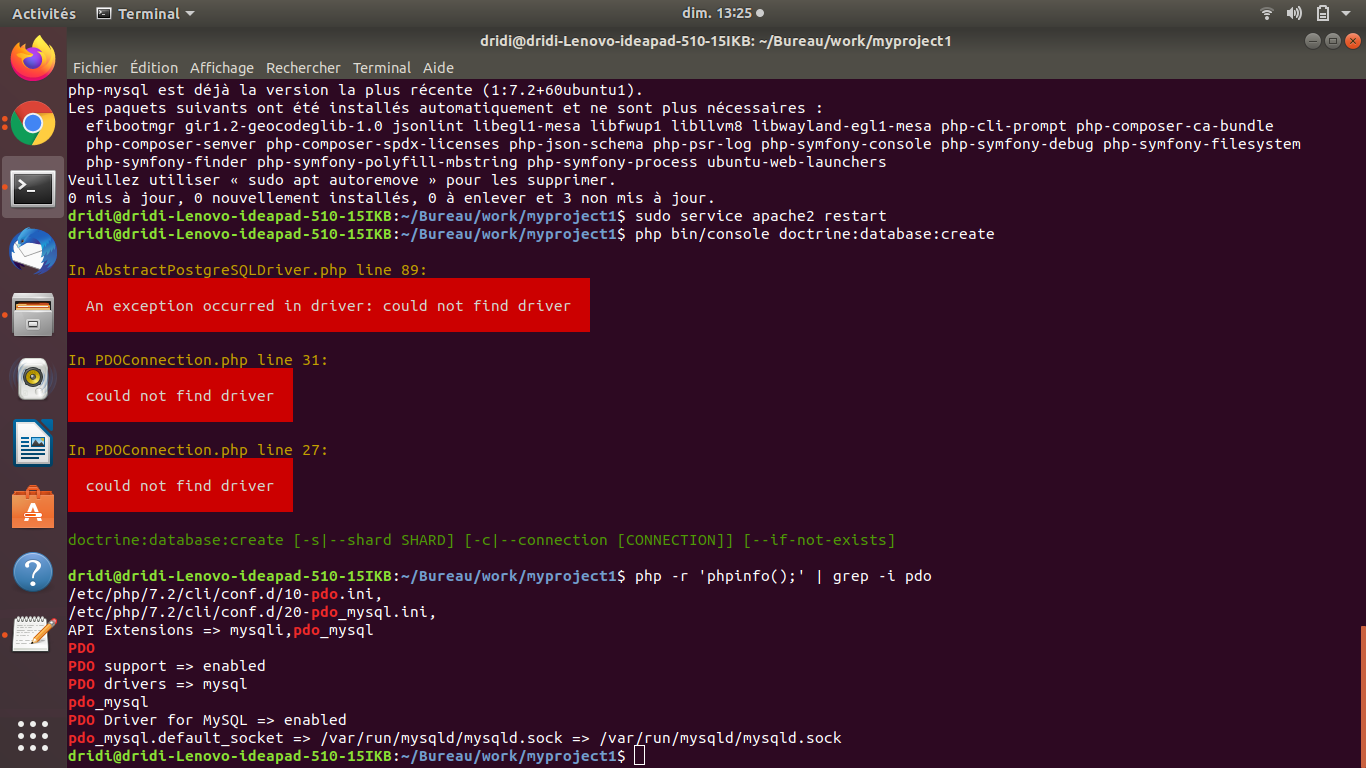 Activités Terminal dim. 13:25
dridi@dridi-Lenovo-ideapad-510-15IKB: ~/Bureau/work/myproject1
Fichier Édition Affichage Rechercher Terminal Aide
php-mysql est déjà la version la plus récente (1:7.2+60ubuntu1).
Les paquets suivants ont été installés automatiquement et ne sont plus nécessaires :
  efibootmgr gir1.2-geocodeglib-1.0 jsonlint libegl1-mesa libfwup1 libllvm8 libwayland-egl1-mesa php-cli-prompt php-composer-ca-bundle
  php-composer-semver php-composer-spdx-licenses php-json-schema php-psr-log php-symfony-console php-symfony-debug php-symfony-filesystem
  php-symfony-finder php-symfony-polyfill-mbstring php-symfony-process ubuntu-web-launchers
Veuillez utiliser « sudo apt autoremove » pour les supprimer.
0 mis à jour, 0 nouvellement installés, 0 à enlever et 3 non mis à jour.
dridi@dridi-Lenovo-ideapad-510-15IKB:~/Bureau/work/myproject1$ sudo service apache2 restart
dridi@dridi-Lenovo-ideapad-510-15IKB:~/Bureau/work/myproject1$ php bin/console doctrine:database:create
In AbstractPostgreSQLDriver.php line 89:
An exception occurred in driver: could not find driver
In PDOConnection.php line 31:
could not find driver
In PDOConnection.php line 27:
could not find driver
doctrine:database:create [-s|--shard SHARD] [-c|--connection [CONNECTION]] [--if-not-exists]
dridi@dridi-Lenovo-ideapad-510-15IKB:~/Bureau/work/myproject1$ php -r 'phpinfo();' | grep -i pdo
/etc/php/7.2/cli/conf.d/10-pdo.ini,
/etc/php/7.2/cli/conf.d/20-pdo_mysql.ini,
API Extensions => mysqli,pdo_mysql
PDO
PDO support => enabled
PDO drivers => mysql
pdo_mysql
PDO Driver for MySQL => enabled
pdo_mysql.default_socket => /var/run/mysqld/mysqld.sock => /var/run/mysqld/mysqld.sock
dridi@dridi-Lenovo-ideapad-510-15IKB:~/Bureau/work/myproject1$